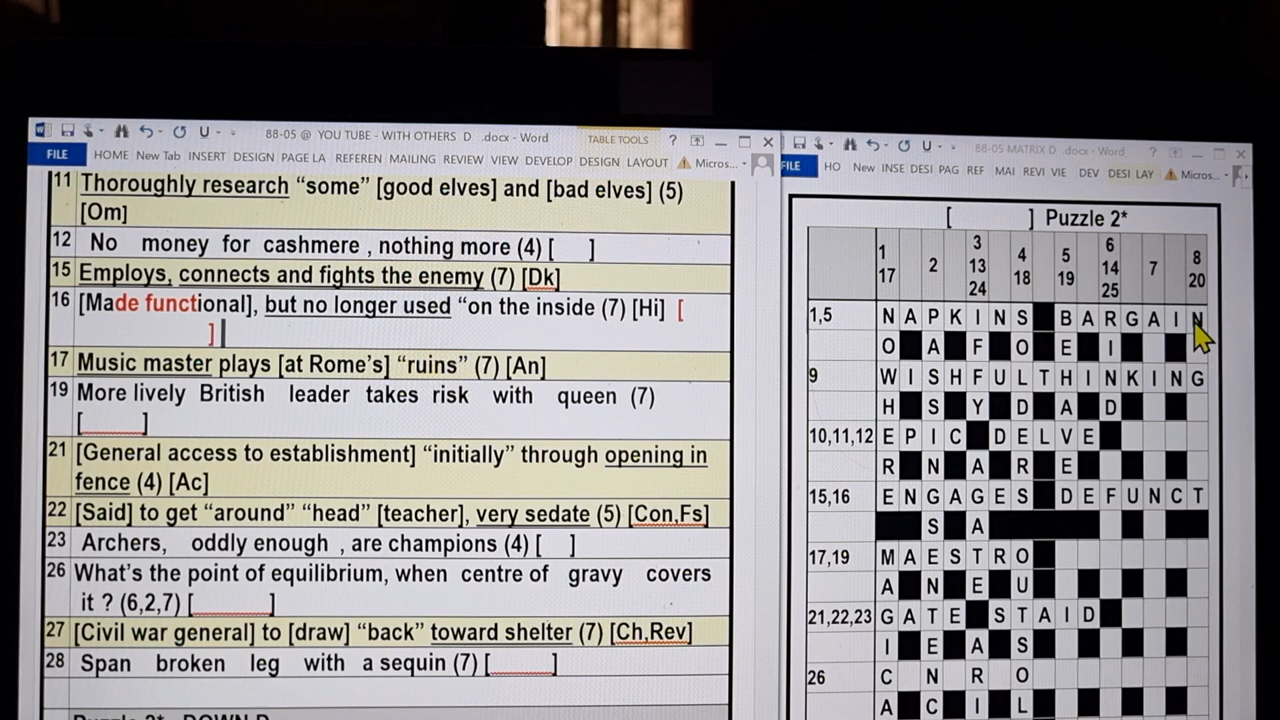 88-05 @ YOU TUBE - WITH OTHERS D .docx - Word
TABLE TOOLS
FILE HOME New Tab INSERT DESIGN PAGE LA REFEREN MAILING REVIEW VIEW DEVELOP DESIGN LAYOUT Micros...
11 Thoroughly research “some” [good elves] and [bad elves] (5)
[Om]
12 No money for cashmere , nothing more (4) [ ]
15 Employs, connects and fights the enemy (7) [Dk]
16 [Made functional], but no longer used “on the inside (7) [Hi] [
]
17 Music master plays [at Rome’s] “ruins” (7) [An]
19 More lively British leader takes risk with queen (7)
[ ]
21 [General access to establishment] “initially” through opening in
fence (4) [Ac]
22 [Said] to get “around” “head” [teacher], very sedate (5) [Con,Fs]
23 Archers, oddly enough , are champions (4) [ ]
26 What’s the point of equilibrium, when centre of gravy covers
it ? (6,2,7) [ ]
27 [Civil war general] to [draw] “back” toward shelter (7) [Ch,Rev]
28 Span broken leg with a sequin (7) [ ]
88-05 MATRIX D .docx - Word
FILE HO New INSE DESI PAG REF MAI REVI VIE DEV DESI LAY Micros...
[ ] Puzzle 2*
3 6
1 13 4 5 14 8
17 2 24 18 19 25 7 20
1,5 N A P K I N S B A R G A I N
O A F O E I
9 W I S H F U L T H I N K I N G
H S Y D A D
10,11,12 E P I C D E L V E
R N A R E
15,16 E N G A G E S D E F U N C T
S A
17,19 M A E S T R O
A N E U
21,22,23 G A T E S T A I D
I E A S
26 C N R O
A C I L